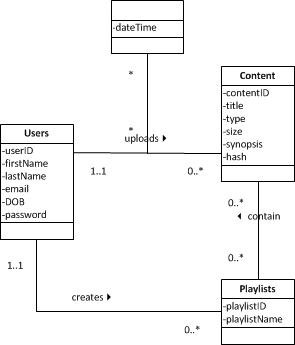 -dateTime
*
Content
-contentID
-title
-type
-size
-synopsis
-hash
Users
-userID
-firstName
-lastName
-email
-DOB
-password
*
uploads
1..1
0..*
0..*
contain
0..*
1..1
creates
0..*
Playlists
-playlistID
-playlistName